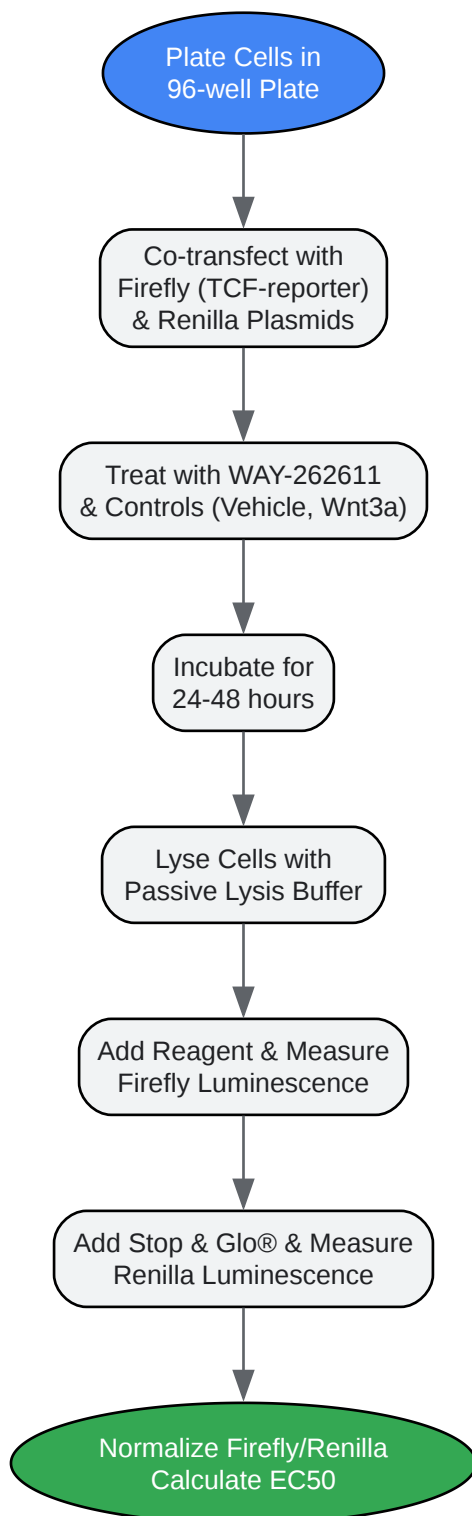 Plate Cells in
96-well Plate
Co-transfect with
Firefly (TCF-reporter)
& Renilla Plasmids
Treat with WAY-262611
& Controls (Vehicle, Wnt3a)
Incubate for
24-48 hours
Lyse Cells with
Passive Lysis Buffer
Add Reagent & Measure
Firefly Luminescence
Add Stop & Glo® & Measure
Renilla Luminescence
Normalize Firefly/Renilla
Calculate EC50